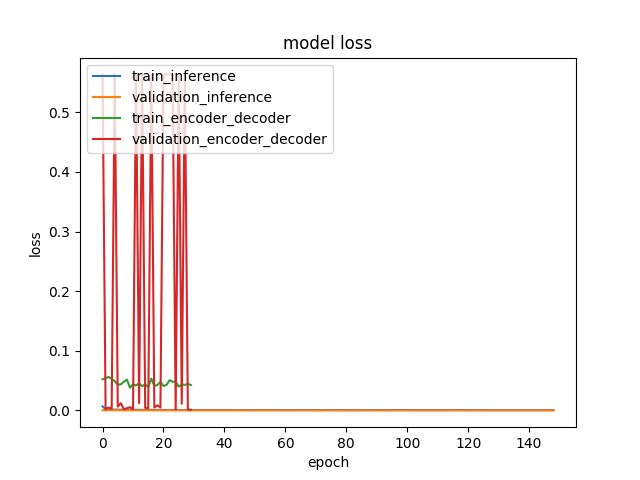 model loss
train_inference
validation_inference
train_encoder_decoder
validation_encoder_decoder
0.5
0.4
0.3
0.2
0.1
0.0
loss
0 20 40 60 80 100 120 140
epoch